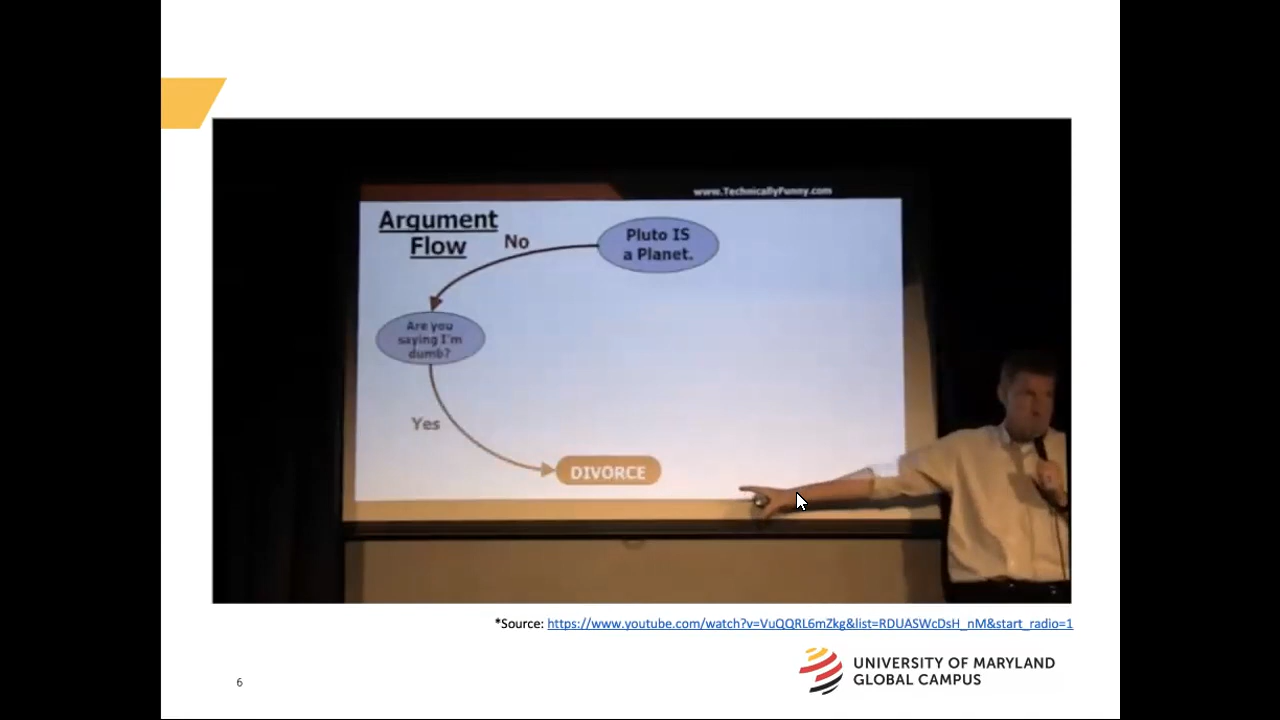 www.TechnicallyFunny.com
Argument
Flow
No
Pluto IS
a Planet.
Are you
saying I'm
dumb?
Yes
DIVORCE
*Source: https://www.youtube.com/watch?v=VuQQRL6mZkg&list=RDUASWcDsH_nM&start_radio=1
6
UNIVERSITY OF MARYLAND
GLOBAL CAMPUS